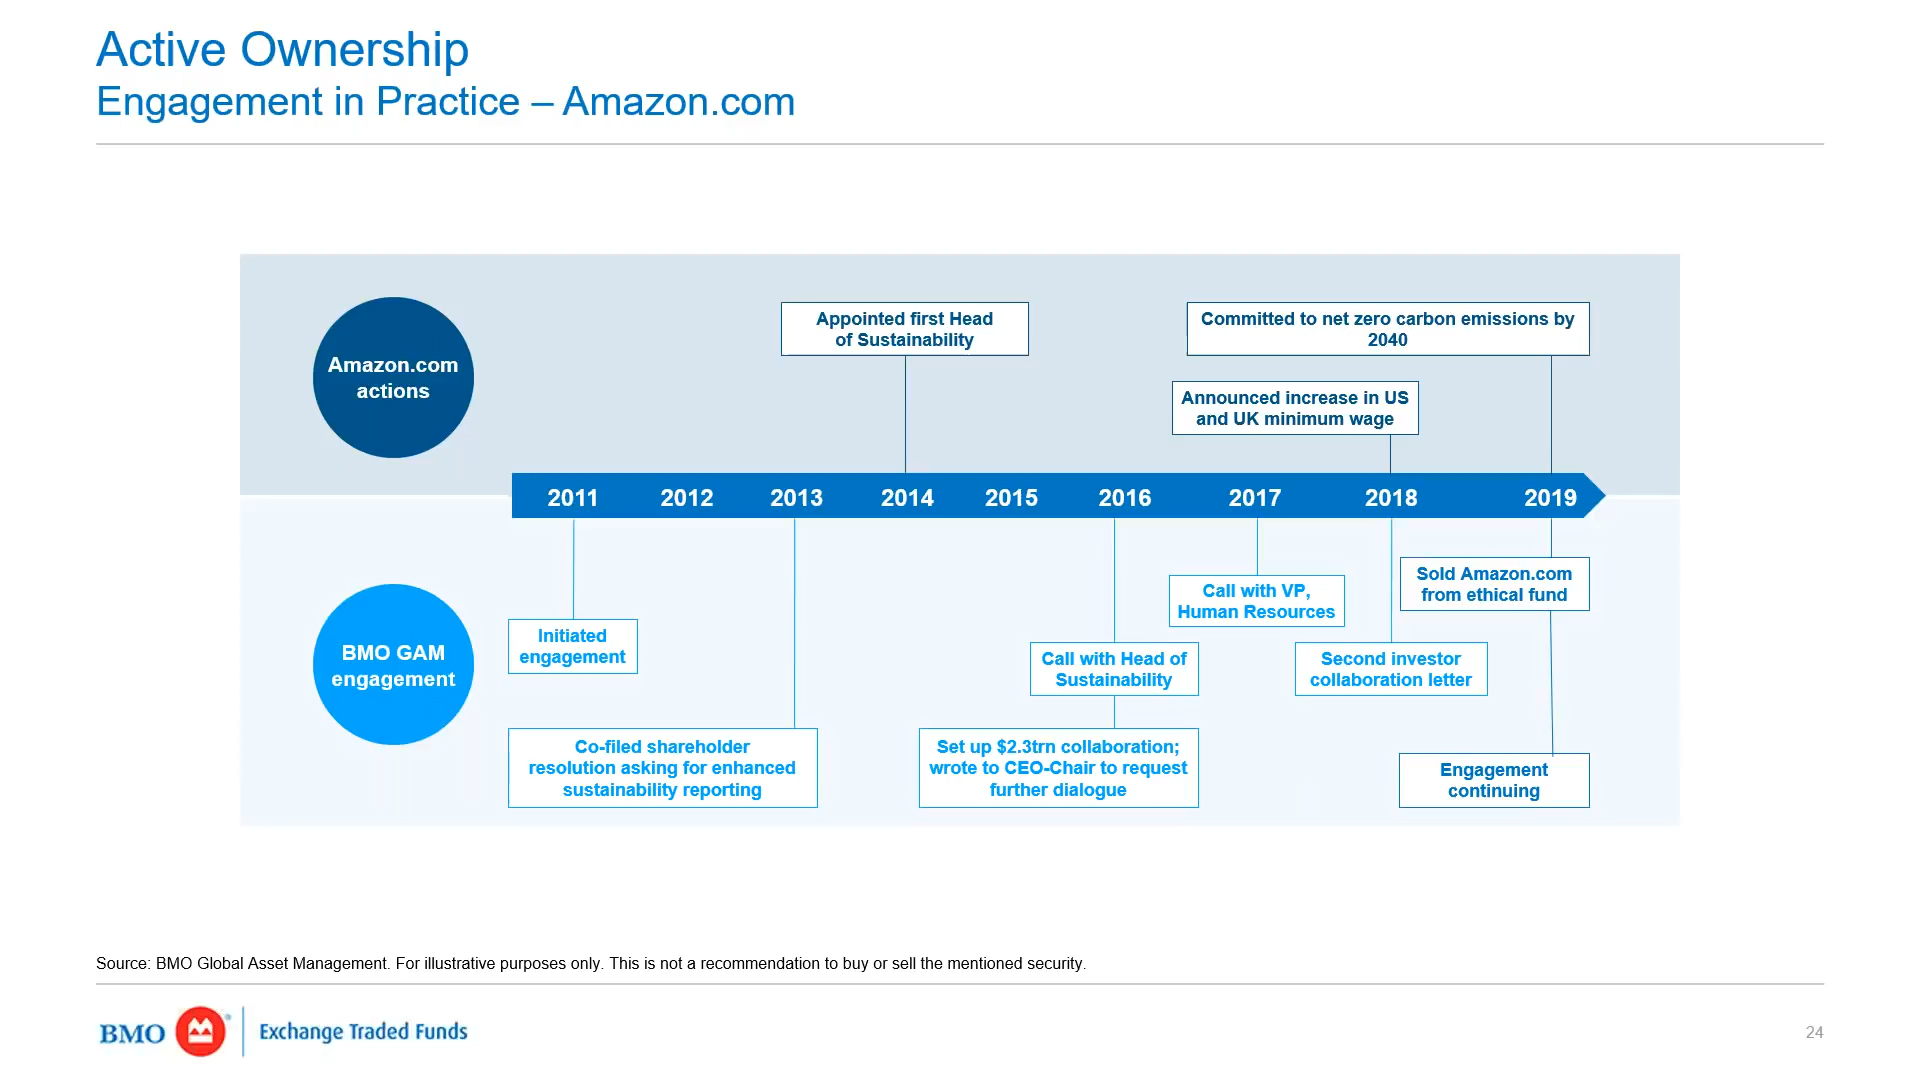 Active Ownership
Engagement in Practice – Amazon.com
Amazon.com
actions
Appointed first Head
of Sustainability
Committed to net zero carbon emissions by
2040
Announced increase in US
and UK minimum wage
2011 2012 2013 2014 2015 2016 2017 2018 2019
BMO GAM
engagement
Initiated
engagement
Co-filed shareholder
resolution asking for enhanced
sustainability reporting
Call with Head of
Sustainability
Set up $2.3trn collaboration;
wrote to CEO-Chair to request
further dialogue
Call with VP,
Human Resources
Second investor
collaboration letter
Sold Amazon.com
from ethical fund
Engagement
continuing
Source: BMO Global Asset Management. For illustrative purposes only. This is not a recommendation to buy or sell the mentioned security.
BMO ® Exchange Traded Funds
24